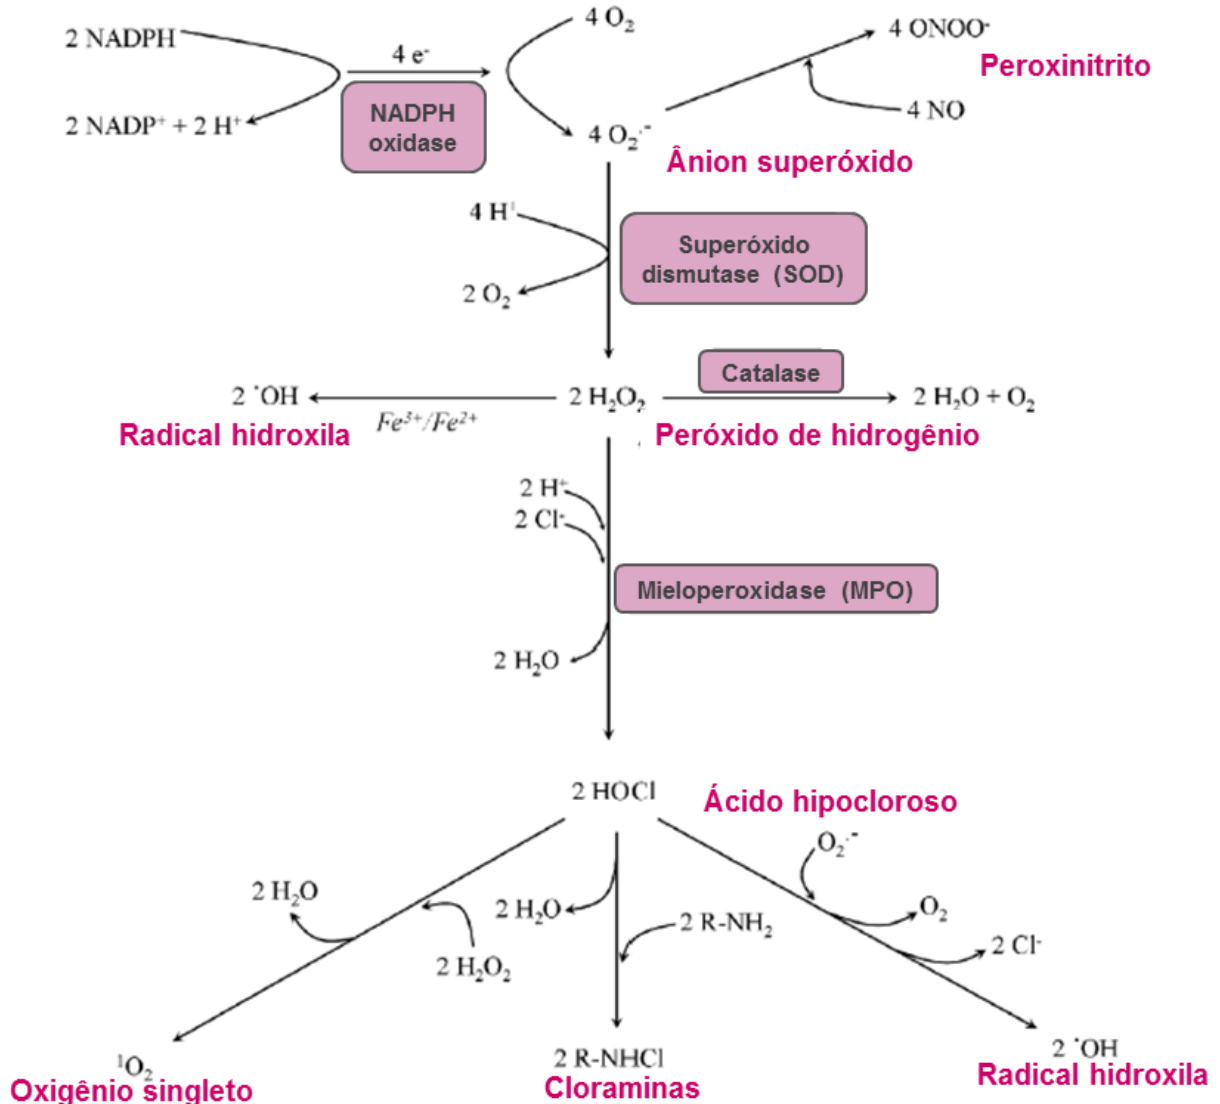 2 NADPH
4 e⁻
4 O₂
4 ONOO⁻
Peroxinitrito
NADPH
oxidase
2 NADP⁺ + 2 H⁺
4 O₂·⁻
4 NO
Ânion superóxido
4 H⁺
Superóxido
dismutase (SOD)
2 O₂
Catalase
2 ˙OH
Fe³⁺/Fe²⁺
2 H₂O₂
2 H₂O + O₂
Radical hidroxila
Peróxido de hidrogênio
2 H⁺
2 Cl⁻
Mieloperoxidase (MPO)
2 H₂O
2 HOCl
Ácido hipocloroso
O₂·⁻
2 H₂O
2 H₂O
2 R-NH₂
O₂
2 Cl⁻
2 H₂O₂
¹O₂
2 R-NHCl
2 ˙OH
Oxigênio singleto
Cloraminas
Radical hidroxila